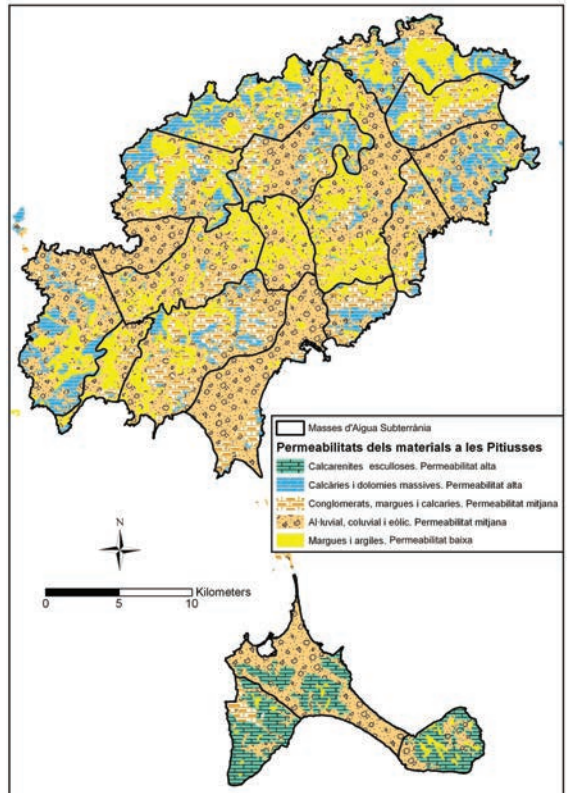 Masses d'Aigua Subterrània
Permeabilitats dels materials a les Pitiusses
Calcarenites esculloses. Permeabilitat alta
Calcàries i dolomies massives. Permeabilitat alta
Conglomerats, margues i calcaries. Permeabilitat mitjana
Al·luvial, coluvial i eòlic. Permeabilitat mitjana
Margues i argiles. Permeabilitat baixa
N
Kilometers
0 5 10